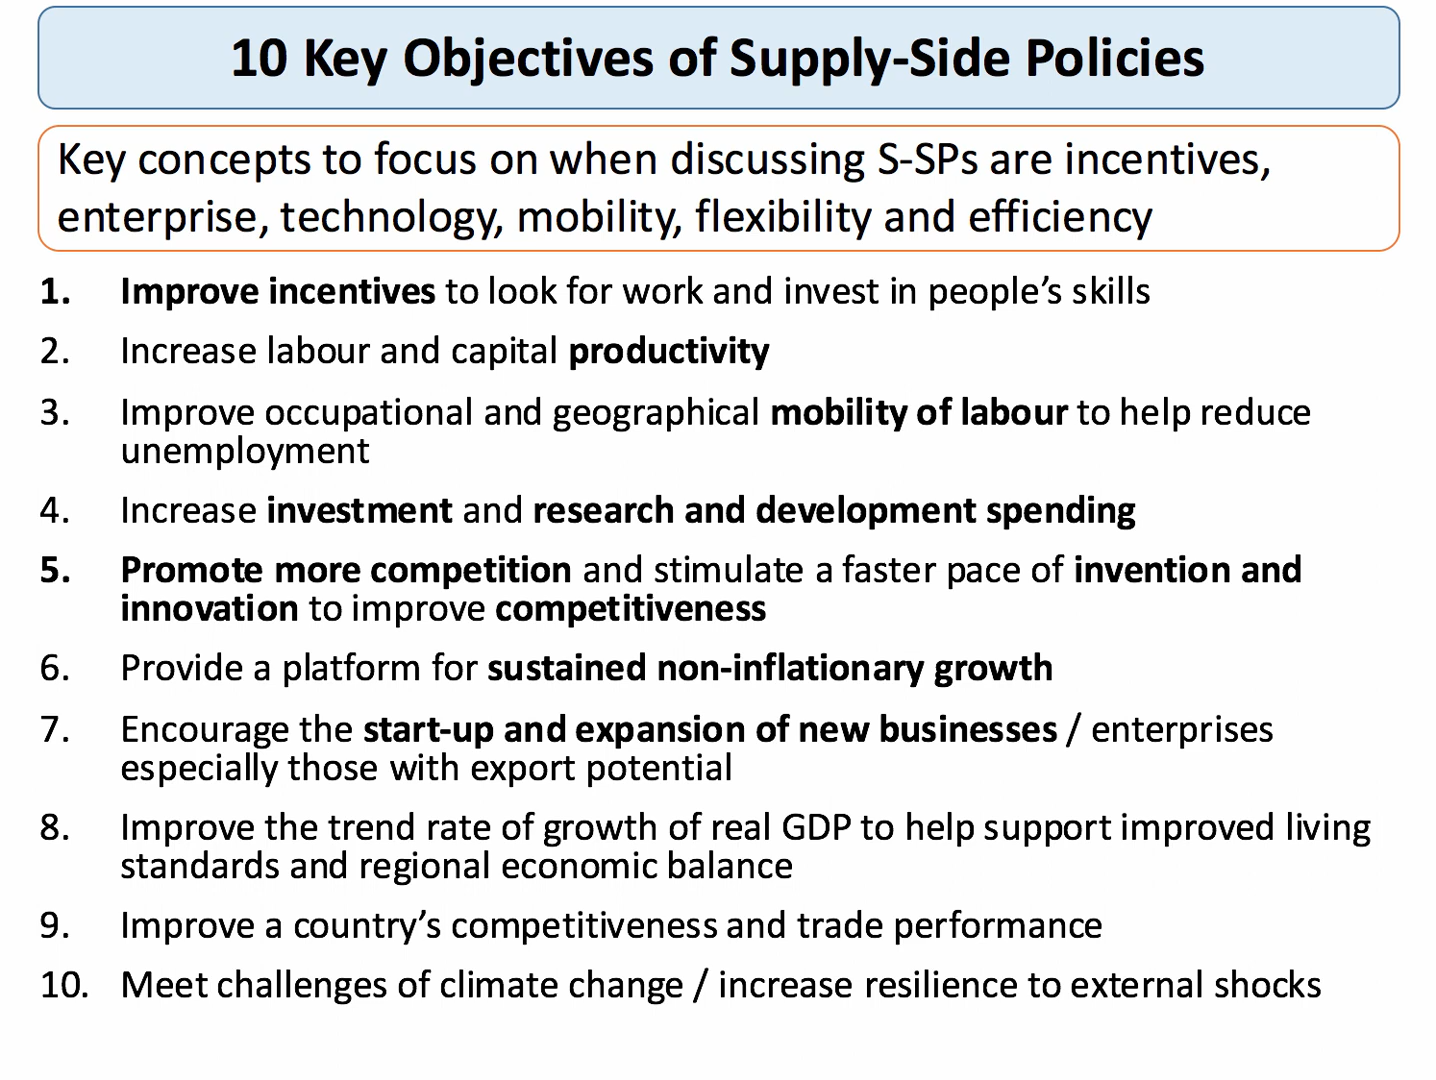 10 Key Objectives of Supply-Side Policies
Key concepts to focus on when discussing S-SPs are incentives,
enterprise, technology, mobility, flexibility and efficiency
1. Improve incentives to look for work and invest in people’s skills
2. Increase labour and capital productivity
3. Improve occupational and geographical mobility of labour to help reduce
unemployment
4. Increase investment and research and development spending
5. Promote more competition and stimulate a faster pace of invention and
innovation to improve competitiveness
6. Provide a platform for sustained non-inflationary growth
7. Encourage the start-up and expansion of new businesses / enterprises
especially those with export potential
8. Improve the trend rate of growth of real GDP to help support improved living
standards and regional economic balance
9. Improve a country’s competitiveness and trade performance
10. Meet challenges of climate change / increase resilience to external shocks